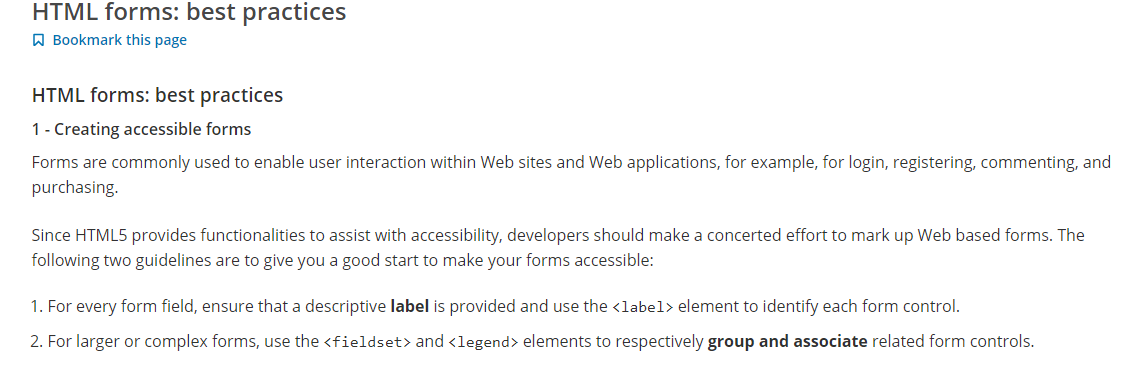 HTML forms: best practices
Bookmark this page
HTML forms: best practices
1 - Creating accessible forms
Forms are commonly used to enable user interaction within Web sites and Web applications, for example, for login, registering, commenting, and
purchasing.
Since HTML5 provides functionalities to assist with accessibility, developers should make a concerted effort to mark up Web based forms. The
following two guidelines are to give you a good start to make your forms accessible:
1. For every form field, ensure that a descriptive label is provided and use the <label> element to identify each form control.
2. For larger or complex forms, use the <fieldset> and <legend> elements to respectively group and associate related form controls.